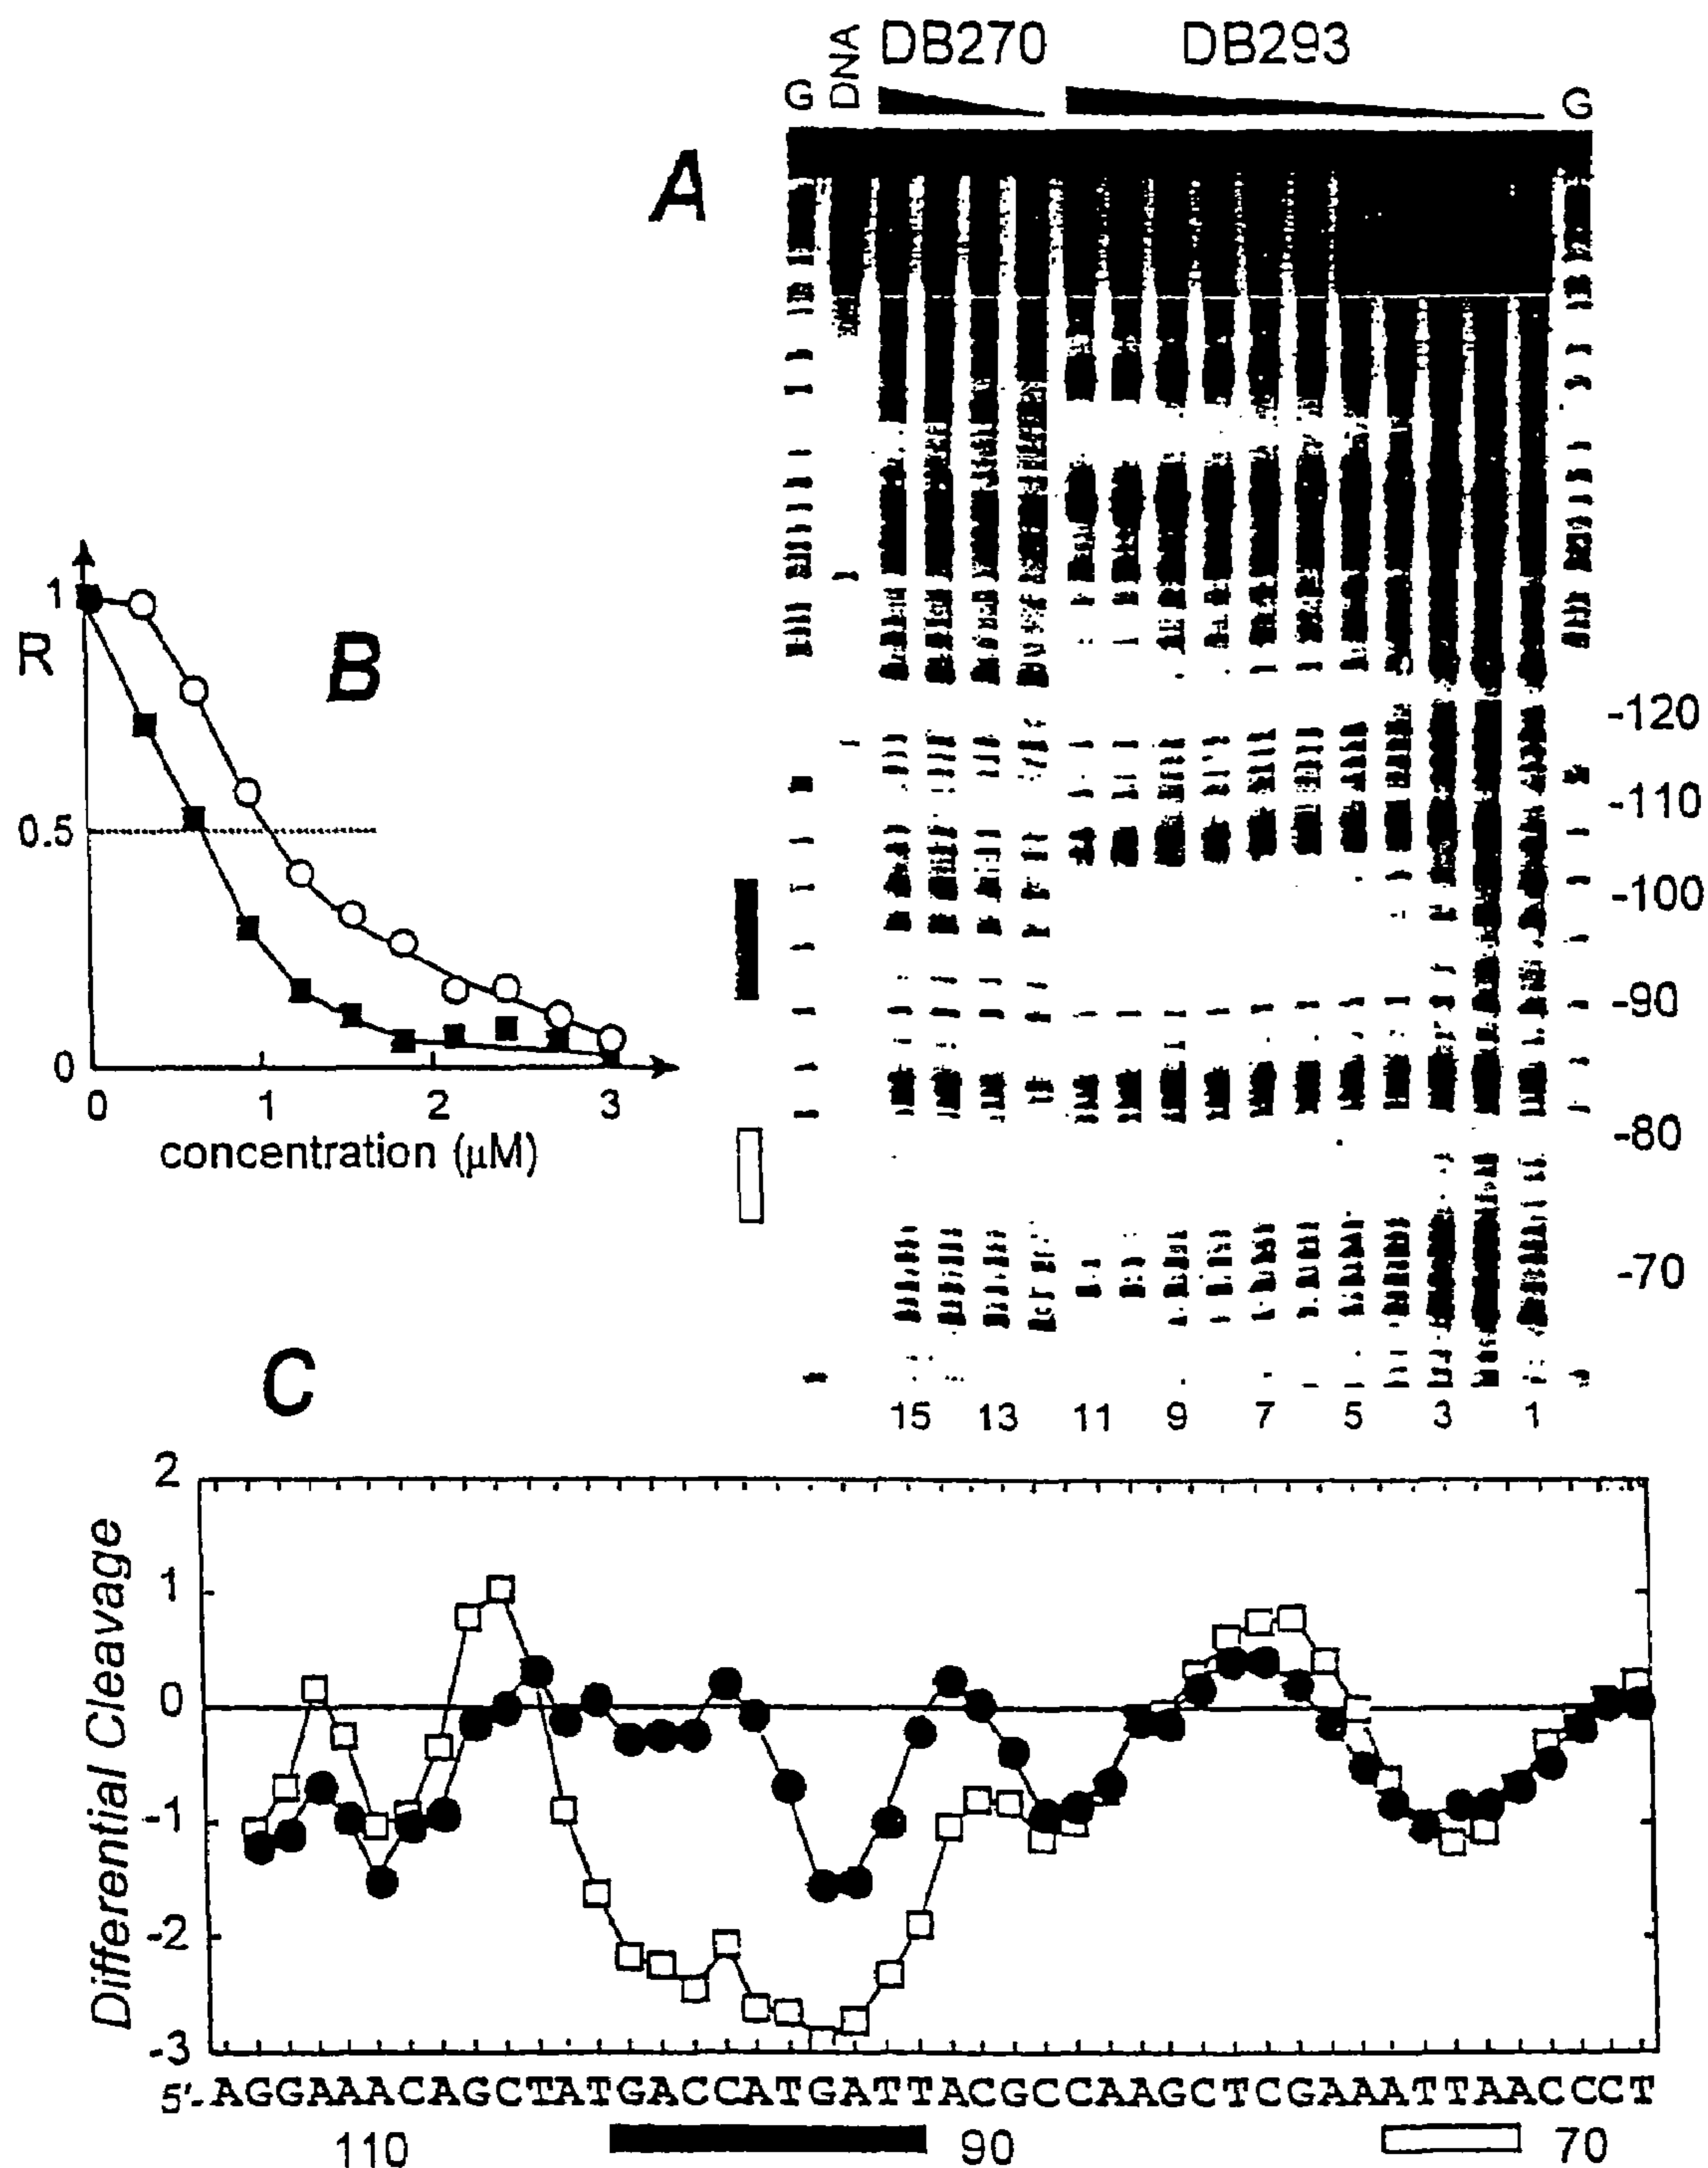 DB270 DB293
G DNA G
A
1
R
B
0.5
0
0 1 2 3
concentration (μM)
-120
-110
-100
-90
-80
-70
15 13 11 9 7 5 3 1
C
2
1
0
-1
-2
-3
Differential Cleavage
5'-AGGAAACAGCTATGACCATGATTACGCCAAGCTCGAAATTAACCCT
110 90 70